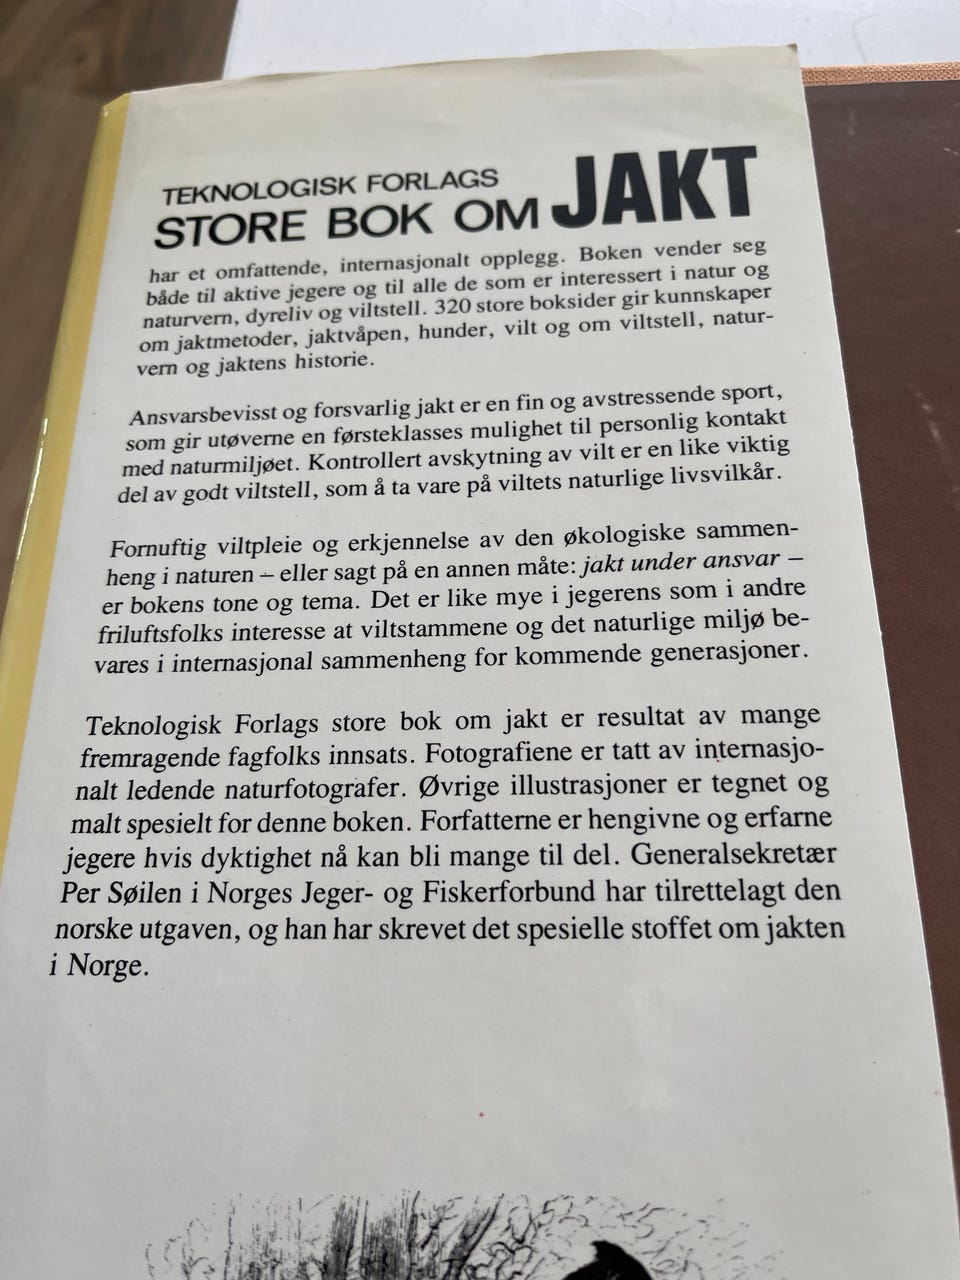 TEKNOLOGISK FORLAGS
STORE BOK OM JAKT
har et omfattende, internasjonalt opplegg. Boken vender seg
både til aktive jegere og til alle de som er interessert i natur og
naturvern, dyreliv og viltstell. 320 store boksider gir kunnskaper
om jaktmetoder, jaktvåpen, hunder, vilt og om viltstell, natur-
vern og jaktens historie.
Ansvarsbevisst og forsvarlig jakt er en fin og avstressende sport,
som gir utøverne en førsteklasses mulighet til personlig kontakt
med naturmiljøet. Kontrollert avskytning av vilt er en like viktig
del av godt viltstell, som å ta vare på viltets naturlige livsvilkår.
Fornuftig viltpleie og erkjennelse av den økologiske sammen-
heng i naturen – eller sagt på en annen måte: jakt under ansvar –
er bokens tone og tema. Det er like mye i jegerens som i andre
friluftsfolks interesse at viltstammene og det naturlige miljø be-
vares i internasjonal sammenheng for kommende generasjoner.
Teknologisk Forlags store bok om jakt er resultat av mange
fremragende fagfolks innsats. Fotografiene er tatt av internasjo-
nalt ledende naturfotografer. Øvrige illustrasjoner er tegnet og
malt spesielt for denne boken. Forfatterne er hengivne og erfarne
jegere hvis dyktighet nå kan bli mange til del. Generalsekretær
Per Søilen i Norges Jeger- og Fiskerforbund har tilrettelagt den
norske utgaven, og han har skrevet det spesielle stoffet om jakten
i Norge.